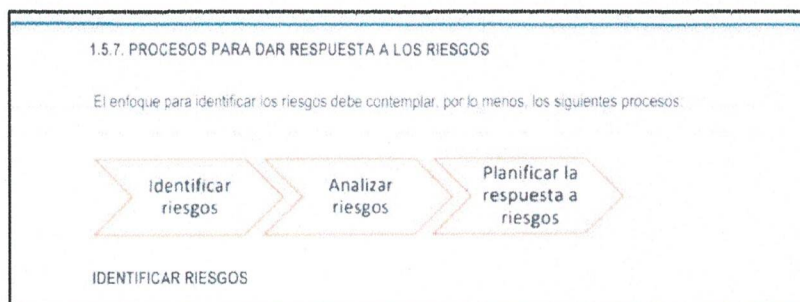 1.5.7. PROCESOS PARA DAR RESPUESTA A LOS RIESGOS
El enfoque para identificar los riesgos debe contemplar, por lo menos, los siguientes procesos:
Identificar
riesgos
Analizar
riesgos
Planificar la
respuesta a
riesgos
IDENTIFICAR RIESGOS